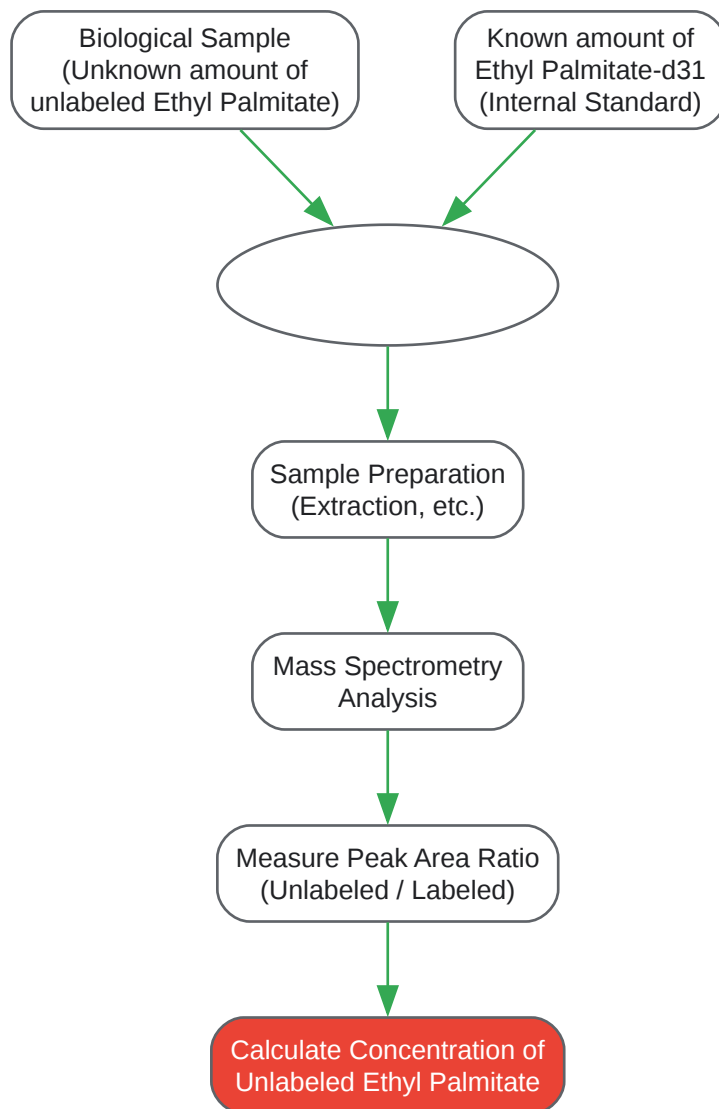 Biological Sample
(Unknown amount of
unlabeled Ethyl Palmitate)
Known amount of
Ethyl Palmitate-d31
(Internal Standard)
Sample Preparation
(Extraction, etc.)
Mass Spectrometry
Analysis
Measure Peak Area Ratio
(Unlabeled / Labeled)
Calculate Concentration of
Unlabeled Ethyl Palmitate